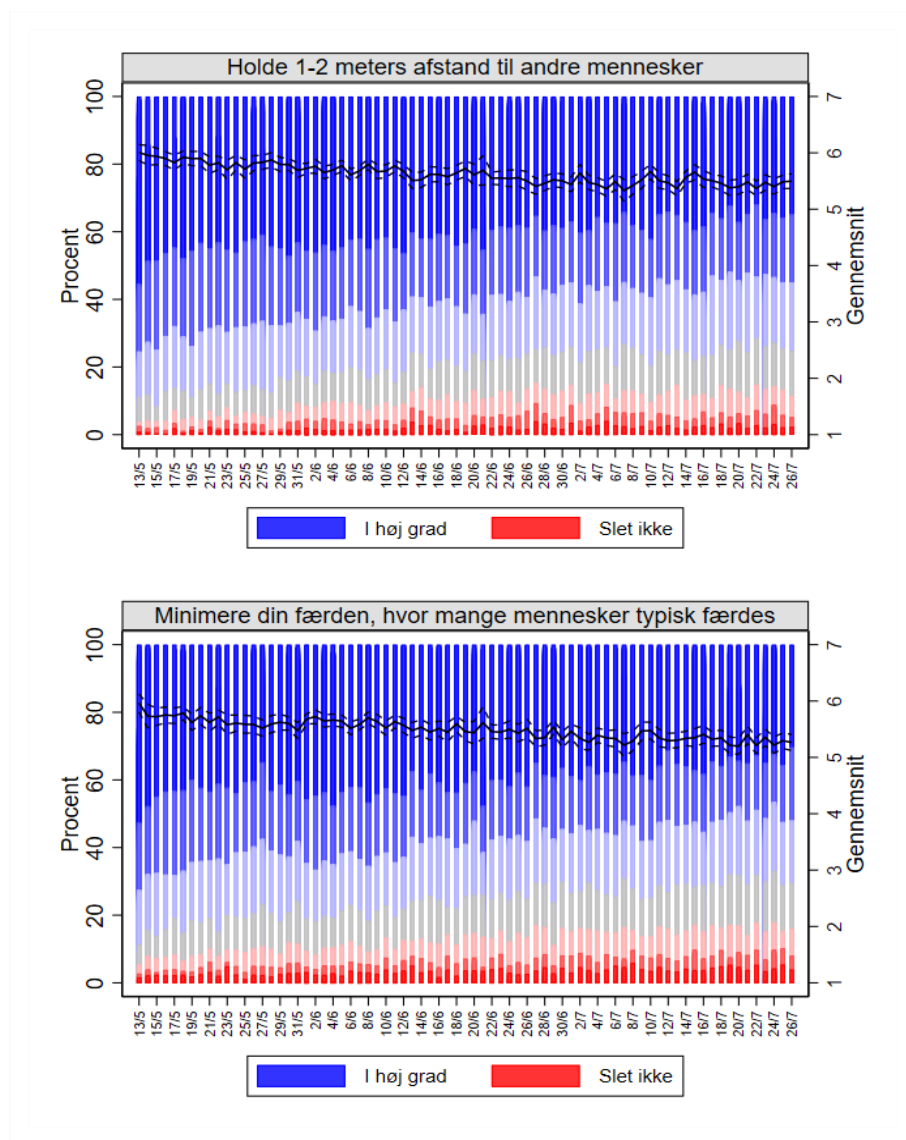 Holde 1-2 meters afstand til andre mennesker
100
80
60
40
20
0
Procent
7
6
5
4
3
2
1
Gennemsnit
13/5 15/5 17/5 19/5 21/5 23/5 25/5 27/5 29/5 31/5 2/6 4/6 6/6 8/6 10/6 12/6 14/6 16/6 18/6 20/6 22/6 24/6 26/6 28/6 30/6 2/7 4/7 6/7 8/7 10/7 12/7 14/7 16/7 18/7 20/7 22/7 24/7 26/7
I høj grad Slet ikke
Minimere din færden, hvor mange mennesker typisk færdes
100
80
60
40
20
0
Procent
7
6
5
4
3
2
1
Gennemsnit
13/5 15/5 17/5 19/5 21/5 23/5 25/5 27/5 29/5 31/5 2/6 4/6 6/6 8/6 10/6 12/6 14/6 16/6 18/6 20/6 22/6 24/6 26/6 28/6 30/6 2/7 4/7 6/7 8/7 10/7 12/7 14/7 16/7 18/7 20/7 22/7 24/7 26/7
I høj grad Slet ikke